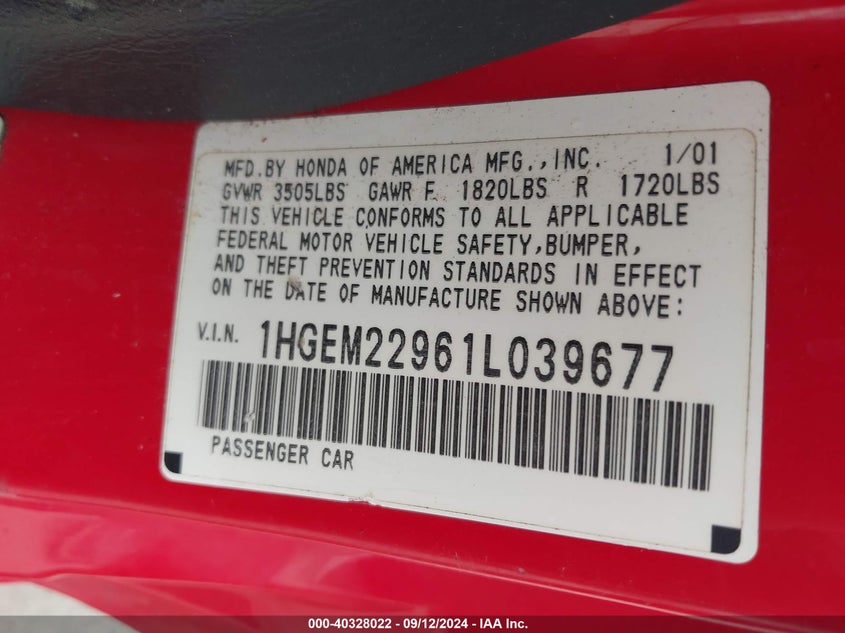 MFD.BY HONDA OF AMERICA MFG.,INC. 1/01
GVWR 3505LBS GAWR F 1820LBS R 1720LBS
THIS VEHICLE CONFORMS TO ALL APPLICABLE
FEDERAL MOTOR VEHICLE SAFETY,BUMPER,
AND THEFT PREVENTION STANDARDS IN EFFECT
ON THE DATE OF MANUFACTURE SHOWN ABOVE:
V.I.N. 1HGEM22961L039677
PASSENGER CAR
000-40328022 - 09/12/2024 - IAA Inc.